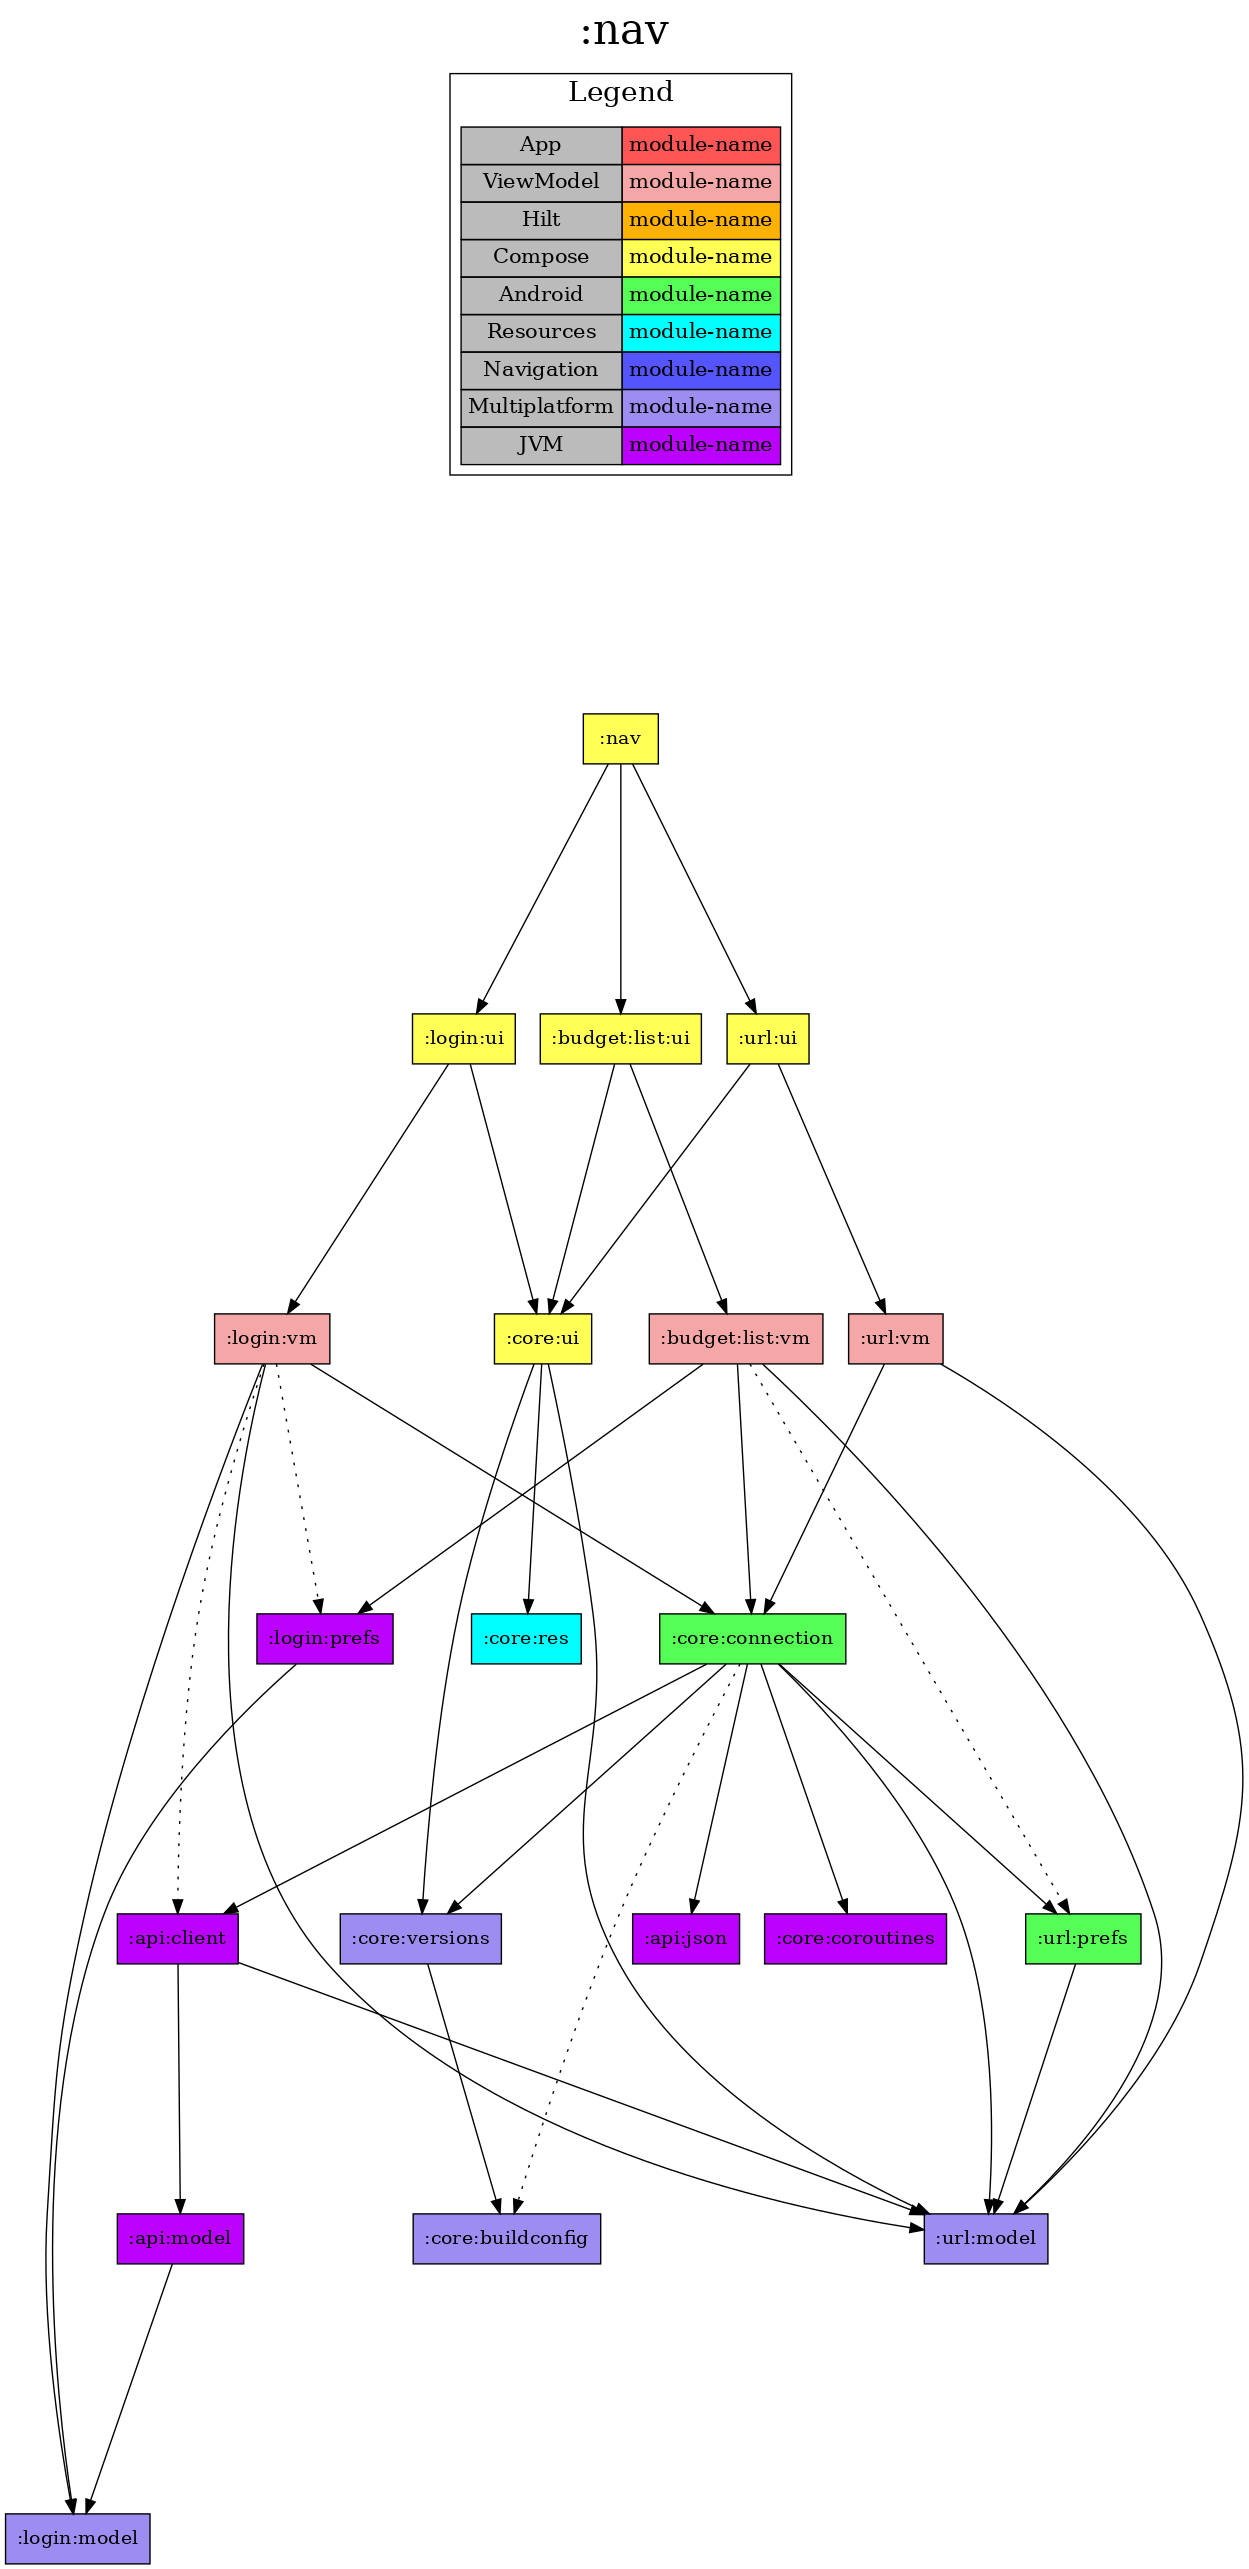 :nav
Legend
App module-name
ViewModel module-name
Hilt module-name
Compose module-name
Android module-name
Resources module-name
Navigation module-name
Multiplatform module-name
JVM module-name
:nav
:login:ui :budget:list:ui :url:ui
:login:vm :core:ui :budget:list:vm :url:vm
:login:prefs :core:res :core:connection
:api:client :core:versions :api:json :core:coroutines :url:prefs
:api:model :core:buildconfig :url:model
:login:model